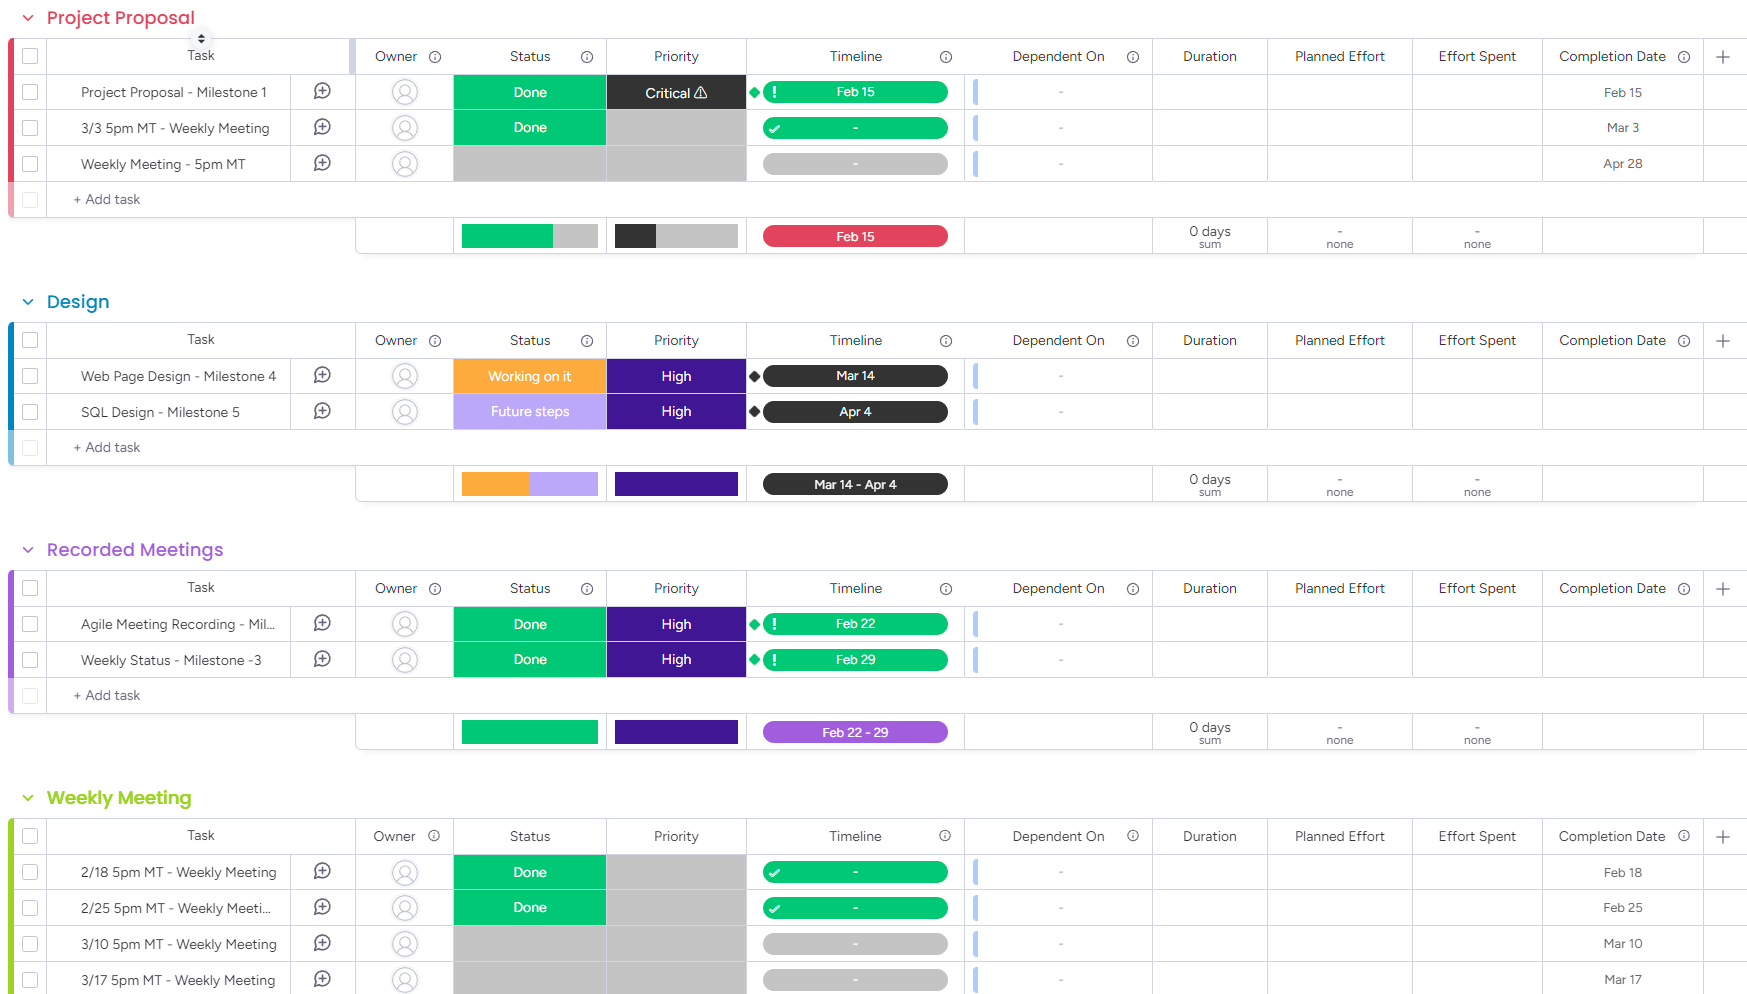 Project Proposal
Task Owner Status Priority Timeline Dependent On Duration Planned Effort Effort Spent Completion Date
Project Proposal - Milestone 1 Done Critical Feb 15 - Feb 15
3/3 5pm MT - Weekly Meeting Done - - Mar 3
Weekly Meeting - 5pm MT - - Apr 28
+ Add task
Feb 15 0 days - -
sum none none
Design
Task Owner Status Priority Timeline Dependent On Duration Planned Effort Effort Spent Completion Date
Web Page Design - Milestone 4 Working on it High Mar 14 -
SQL Design - Milestone 5 Future steps High Apr 4 -
+ Add task
Mar 14 - Apr 4 0 days - -
sum none none
Recorded Meetings
Task Owner Status Priority Timeline Dependent On Duration Planned Effort Effort Spent Completion Date
Agile Meeting Recording - Mil... Done High Feb 22 -
Weekly Status - Milestone -3 Done High Feb 29 -
+ Add task
Feb 22 - 29 0 days - -
sum none none
Weekly Meeting
Task Owner Status Priority Timeline Dependent On Duration Planned Effort Effort Spent Completion Date
2/18 5pm MT - Weekly Meeting Done - - Feb 18
2/25 5pm MT - Weekly Meeti... Done - - Feb 25
3/10 5pm MT - Weekly Meeting - - Mar 10
3/17 5pm MT - Weekly Meeting - - Mar 17